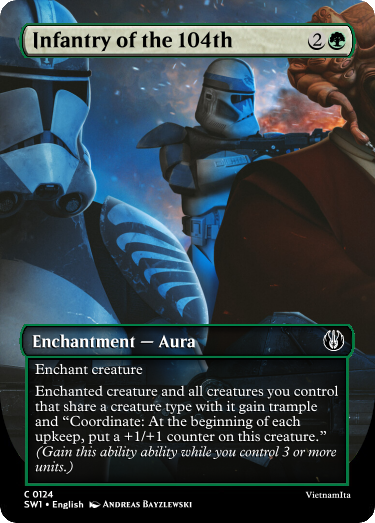 Infantry of the 104th 2
Enchantment — Aura
Enchant creature
Enchanted creature and all creatures you control
that share a creature type with it gain trample
and “Coordinate: At the beginning of each
upkeep, put a +1/+1 counter on this creature.”
(Gain this ability ability while you control 3 or more
units.)
C 0124
SW1 • English Andreas Bayzlewski
VietnamIta